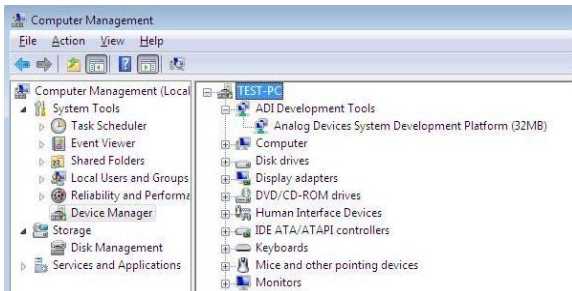 Computer Management
File Action View Help
Computer Management (Local
System Tools
Task Scheduler
Event Viewer
Shared Folders
Local Users and Groups
Reliability and Performa
Device Manager
Storage
Disk Management
Services and Applications
TEST-PC
ADI Development Tools
Analog Devices System Development Platform (32MB)
Computer
Disk drives
Display adapters
DVD/CD-ROM drives
Human Interface Devices
IDE ATA/ATAPI controllers
Keyboards
Mice and other pointing devices
Monitors